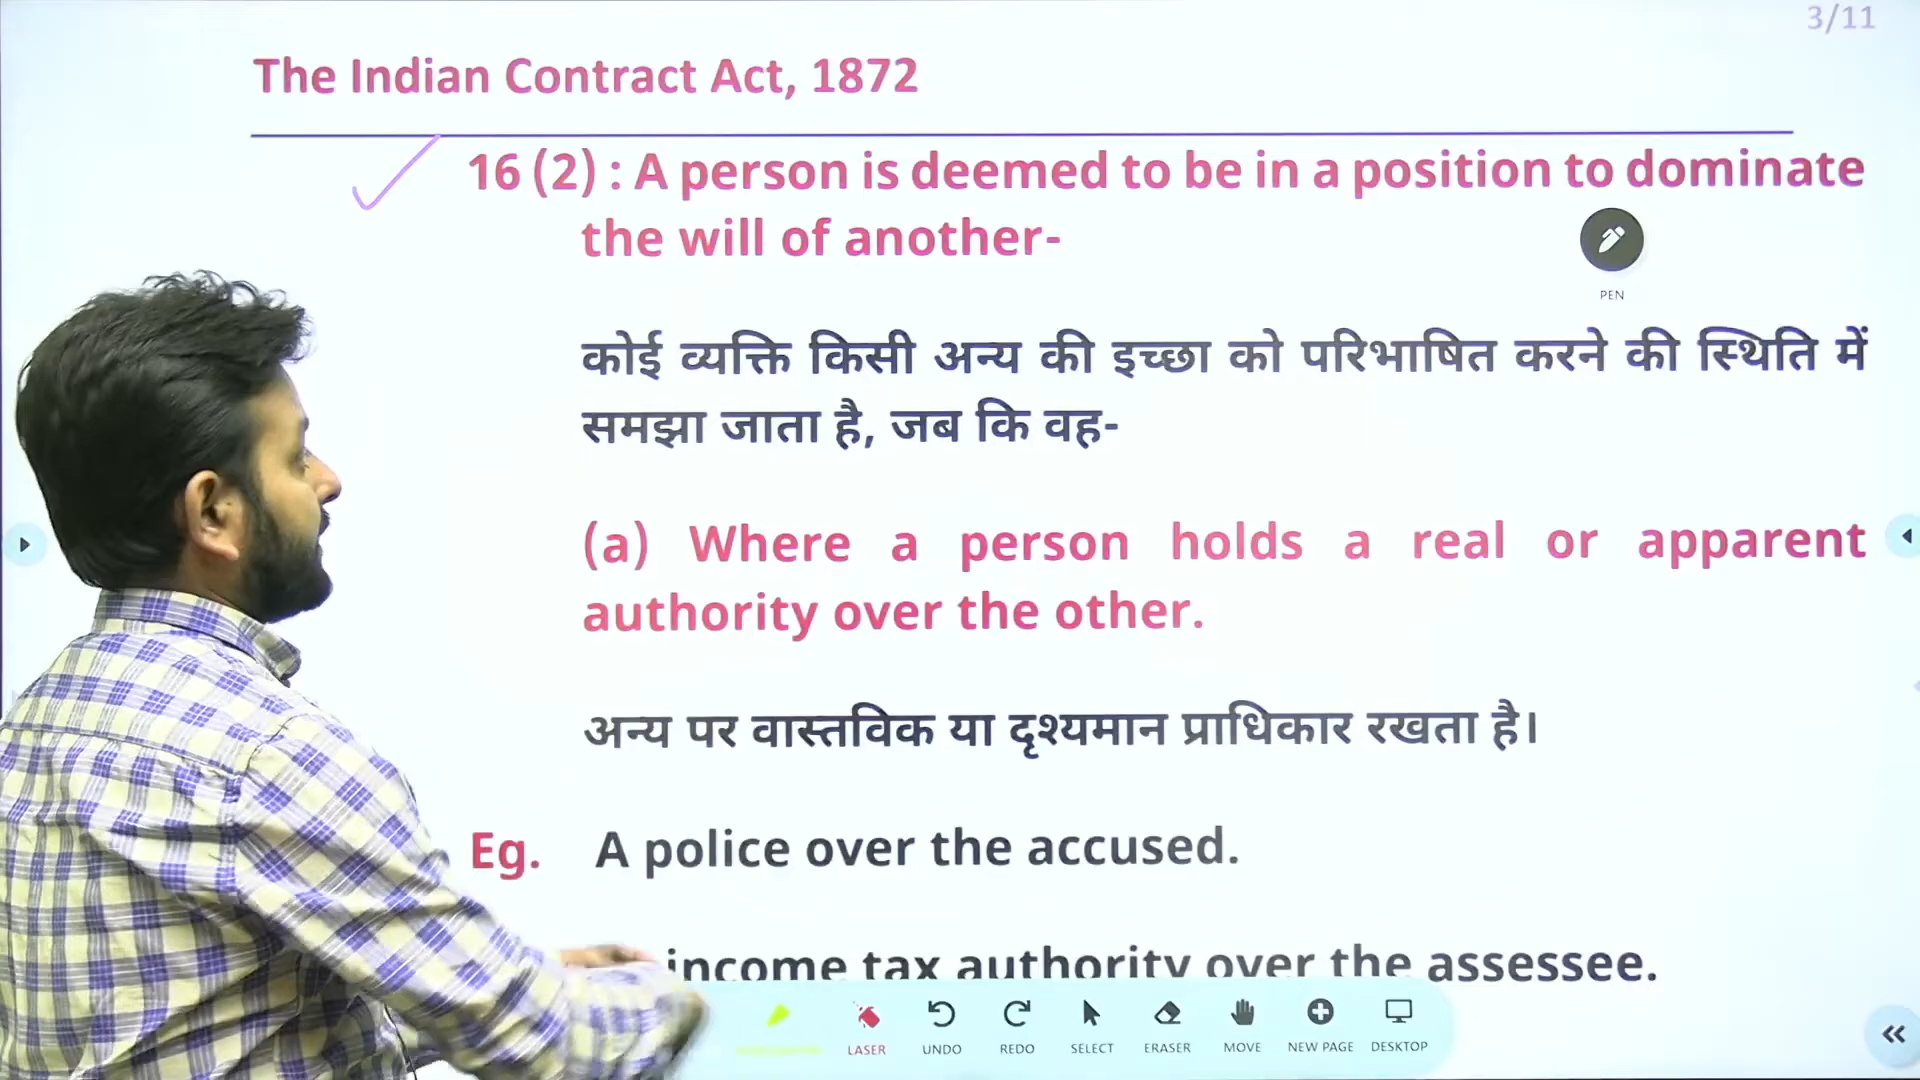 3/11
The Indian Contract Act, 1872
16 (2) : A person is deemed to be in a position to dominate
the will of another-
PEN
कोई व्यक्ति किसी अन्य की इच्छा को परिभाषित करने की स्थिति में
समझा जाता है, जब कि वह-
(a) Where a person holds a real or apparent
authority over the other.
अन्य पर वास्तविक या दृश्यमान प्राधिकार रखता है।
Eg. A police over the accused.
income tax authority over the assessee.
LASER UNDO REDO SELECT ERASER MOVE NEW PAGE DESKTOP